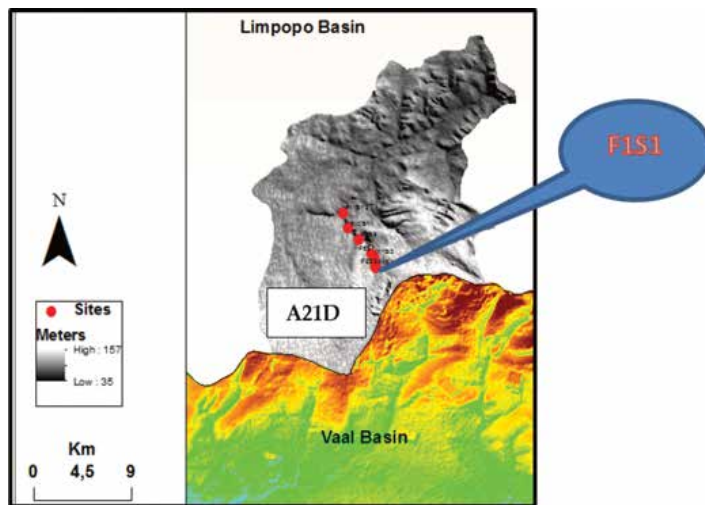 Limpopo Basin
F1S1
N
A21D
Sites
Meters
High : 157
Low : 35
Km
0 4,5 9
Vaal Basin